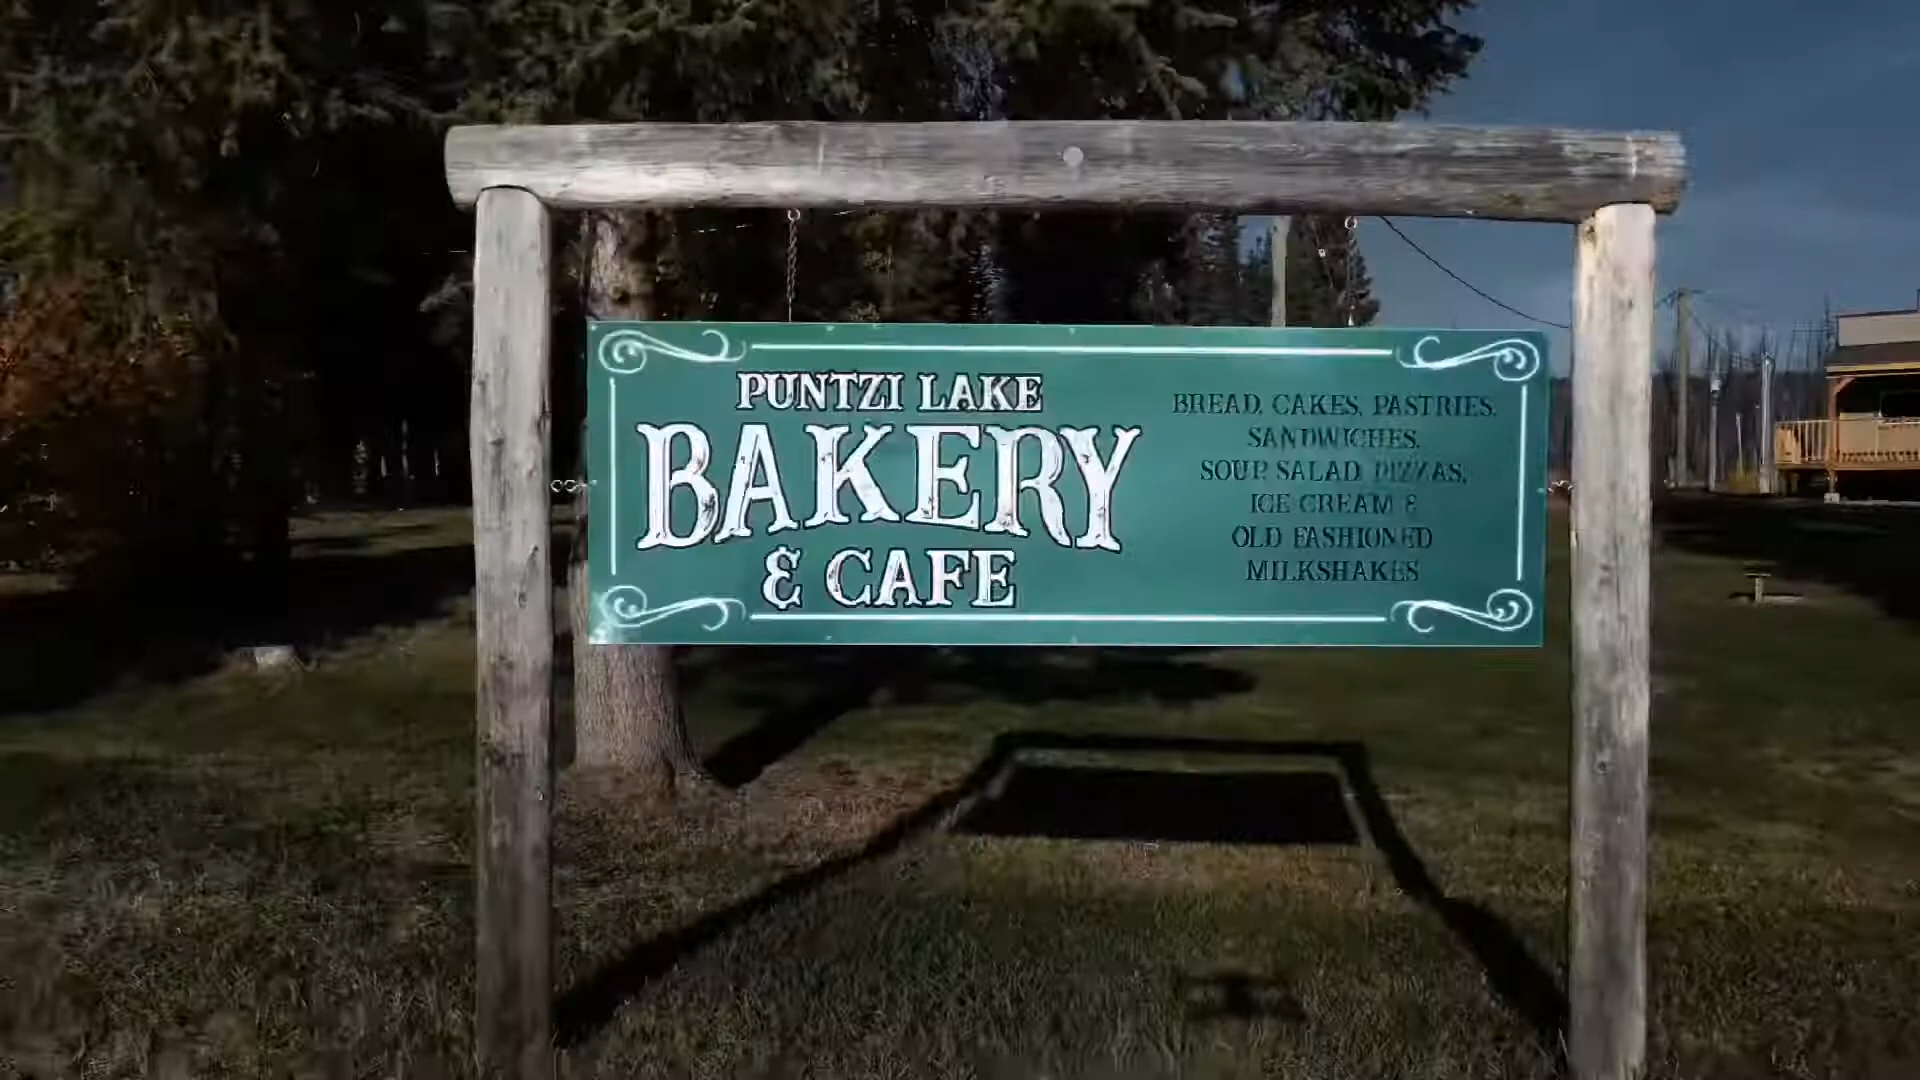 PUNTZI LAKE
BAKERY
& CAFE
BREAD, CAKES, PASTRIES,
SANDWICHES,
SOUP, SALAD, PIZZAS,
ICE CREAM &
OLD FASHIONED
MILKSHAKES